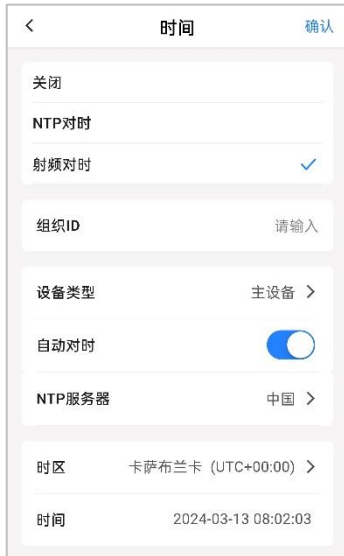 时间 确认
关闭
NTP对时
射频对时
组织ID 请输入
设备类型 主设备
自动对时
NTP服务器 中国
时区 卡萨布兰卡 (UTC+00:00)
时间 2024-03-13 08:02:03